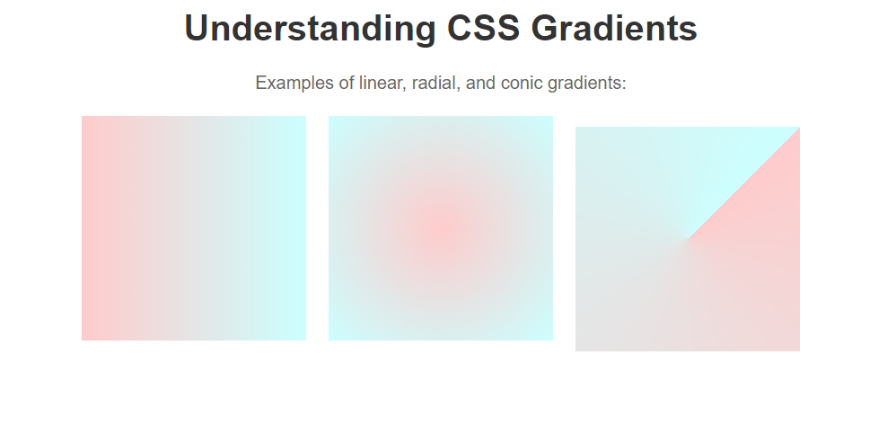 Understanding CSS Gradients
Examples of linear, radial, and conic gradients: